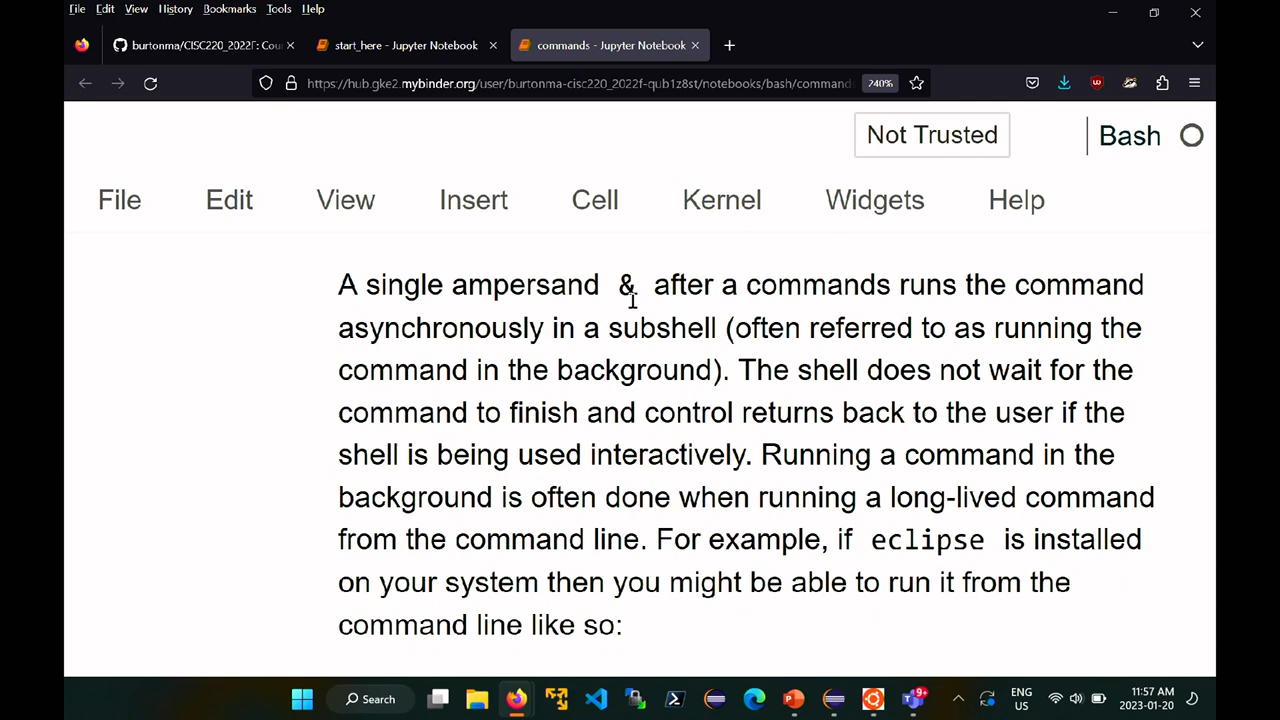 File Edit View History Bookmarks Tools Help
burtonma/CISC220_2022F: Cou
start_here - Jupyter Notebook
commands - Jupyter Notebook
https://hub.gke2.mybinder.org/user/burtonma-cisc220_2022f-qub1z8st/notebooks/bash/command
240%
Not Trusted
Bash
File Edit View Insert Cell Kernel Widgets Help
A single ampersand & after a commands runs the command
asynchronously in a subshell (often referred to as running the
command in the background). The shell does not wait for the
command to finish and control returns back to the user if the
shell is being used interactively. Running a command in the
background is often done when running a long-lived command
from the command line. For example, if eclipse is installed
on your system then you might be able to run it from the
command line like so:
Search
9+
ENG
US
11:57 AM
2023-01-20